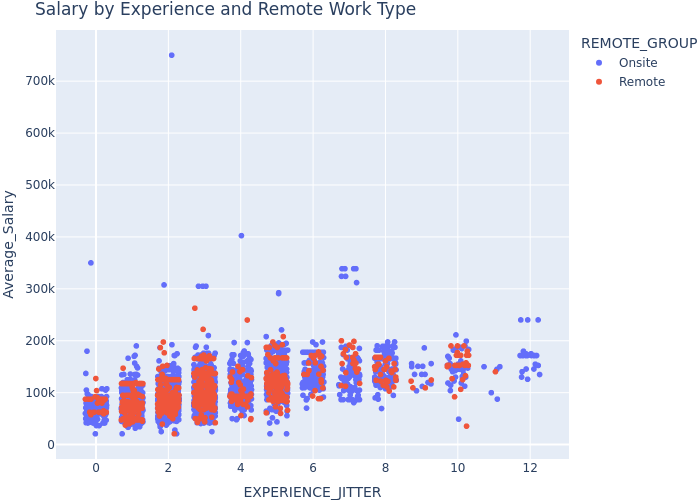 Salary by Experience and Remote Work Type
REMOTE_GROUP
Onsite
Remote
700k
600k
500k
400k
300k
200k
100k
0
Average_Salary
0 2 4 6 8 10 12
EXPERIENCE_JITTER